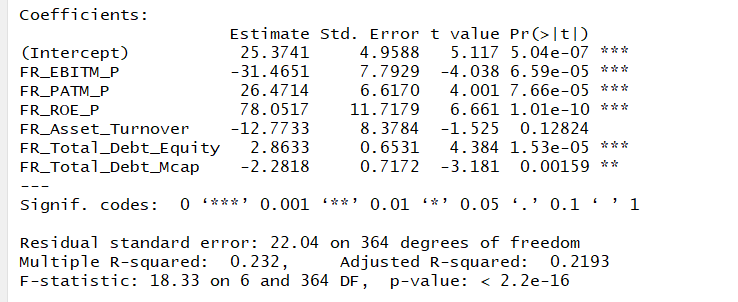 Coefficients:
Estimate Std. Error t value Pr(>|t|)
(Intercept) 25.3741 4.9588 5.117 5.04e-07 ***
FR_EBITM_P -31.4651 7.7929 -4.038 6.59e-05 ***
FR_PATM_P 26.4714 6.6170 4.001 7.66e-05 ***
FR_ROE_P 78.0517 11.7179 6.661 1.01e-10 ***
FR_Asset_Turnover -12.7733 8.3784 -1.525 0.12824
FR_Total_Debt_Equity 2.8633 0.6531 4.384 1.53e-05 ***
FR_Total_Debt_Mcap -2.2818 0.7172 -3.181 0.00159 **
---
Signif. codes: 0 ‘***’ 0.001 ‘**’ 0.01 ‘*’ 0.05 ‘.’ 0.1 ‘ ’ 1
Residual standard error: 22.04 on 364 degrees of freedom
Multiple R-squared: 0.232, Adjusted R-squared: 0.2193
F-statistic: 18.33 on 6 and 364 DF, p-value: < 2.2e-16